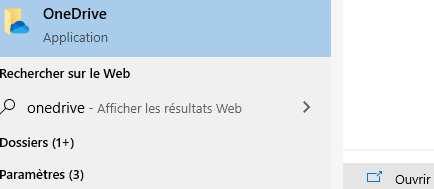 OneDrive
Application
Rechercher sur le Web
onedrive - Afficher les résultats Web
Dossiers (1+)
Paramètres (3)
Ouvrir